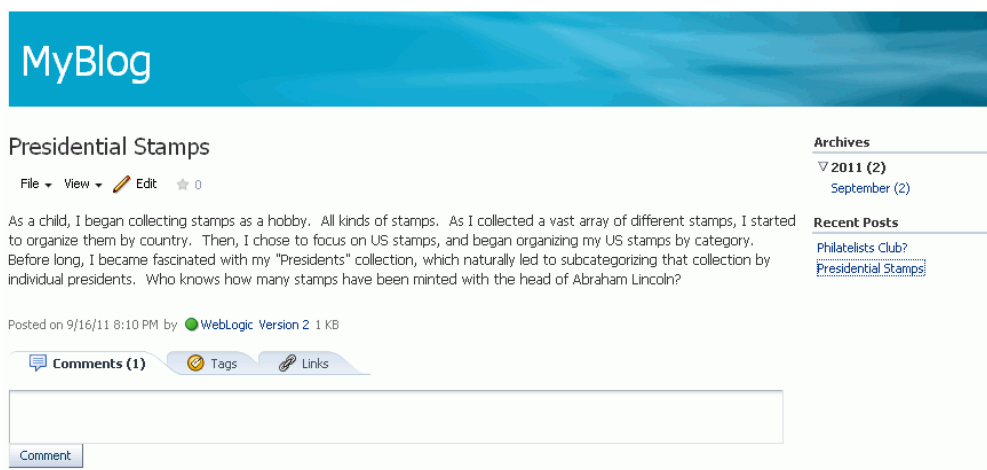 MyBlog
Presidential Stamps
File View Edit 0
As a child, I began collecting stamps as a hobby. All kinds of stamps. As I collected a vast array of different stamps, I started
to organize them by country. Then, I chose to focus on US stamps, and began organizing my US stamps by category.
Before long, I became fascinated with my "Presidents" collection, which naturally led to subcategorizing that collection by
individual presidents. Who knows how many stamps have been minted with the head of Abraham Lincoln?
Posted on 9/16/11 8:10 PM by WebLogic Version 2 1 KB
Comments (1) Tags Links
Comment
Archives
2011 (2)
September (2)
Recent Posts
Philatelists Club?
Presidential Stamps